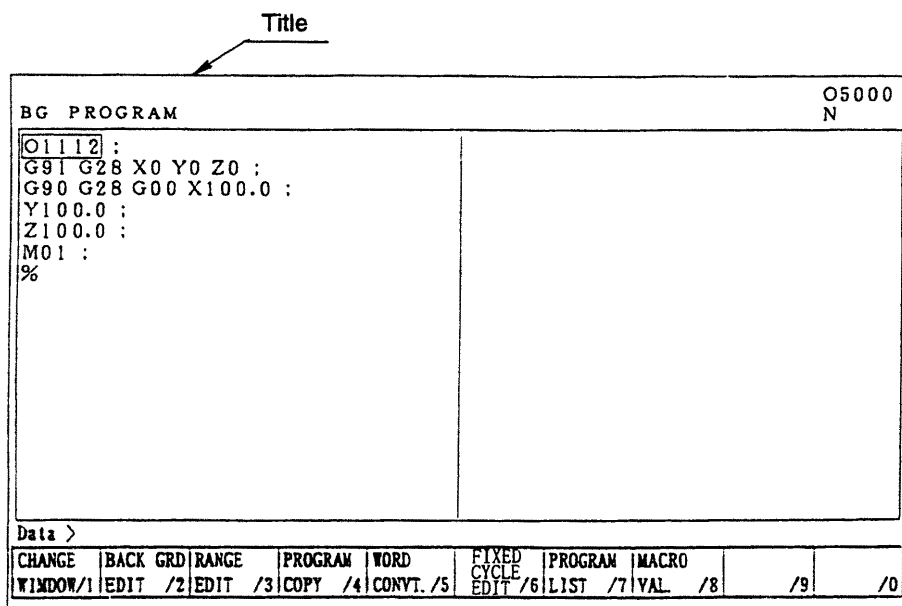 Title
O5000
BG PROGRAM N
O1112 ;
G91 G28 X0 Y0 Z0 ;
G90 G28 G00 X100.0 ;
Y100.0 ;
Z100.0 ;
M01 ;
%
Data >
CHANGE BACK GRD RANGE PROGRAM WORD FIXED CYCLE PROGRAM MACRO
WINDOW/1 EDIT /2 EDIT /3 COPY /4 CONVT. /5 EDIT /6 LIST /7 VAL. /8 /9 /0